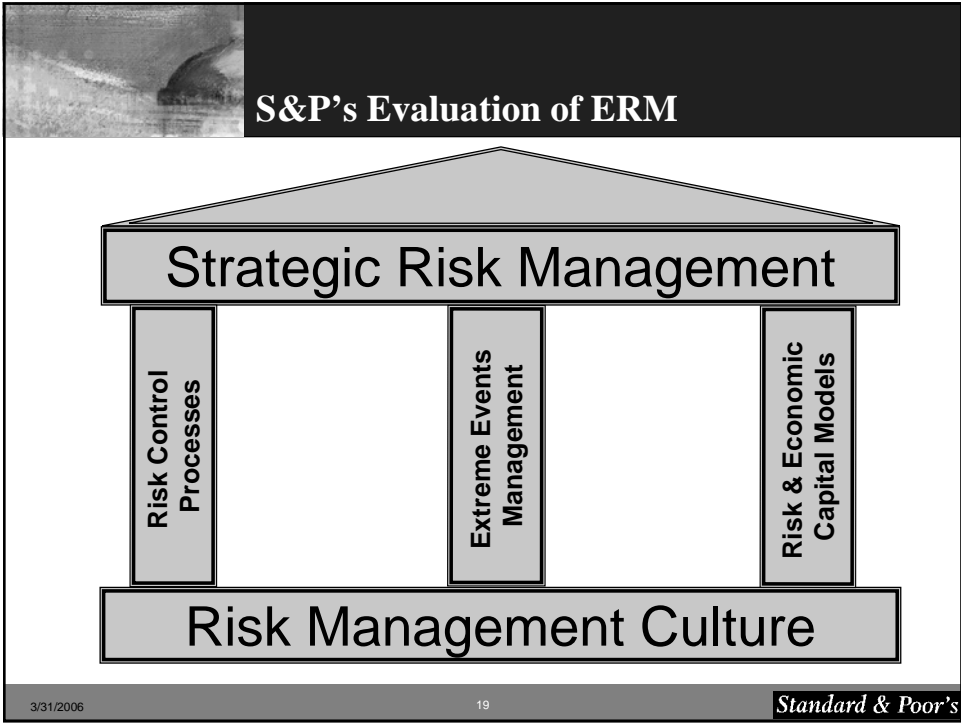 S&P's Evaluation of ERM
Strategic Risk Management
Risk Control
Processes
Extreme Events
Management
Risk & Economic
Capital Models
Risk Management Culture
3/31/2006
19
Standard & Poor's